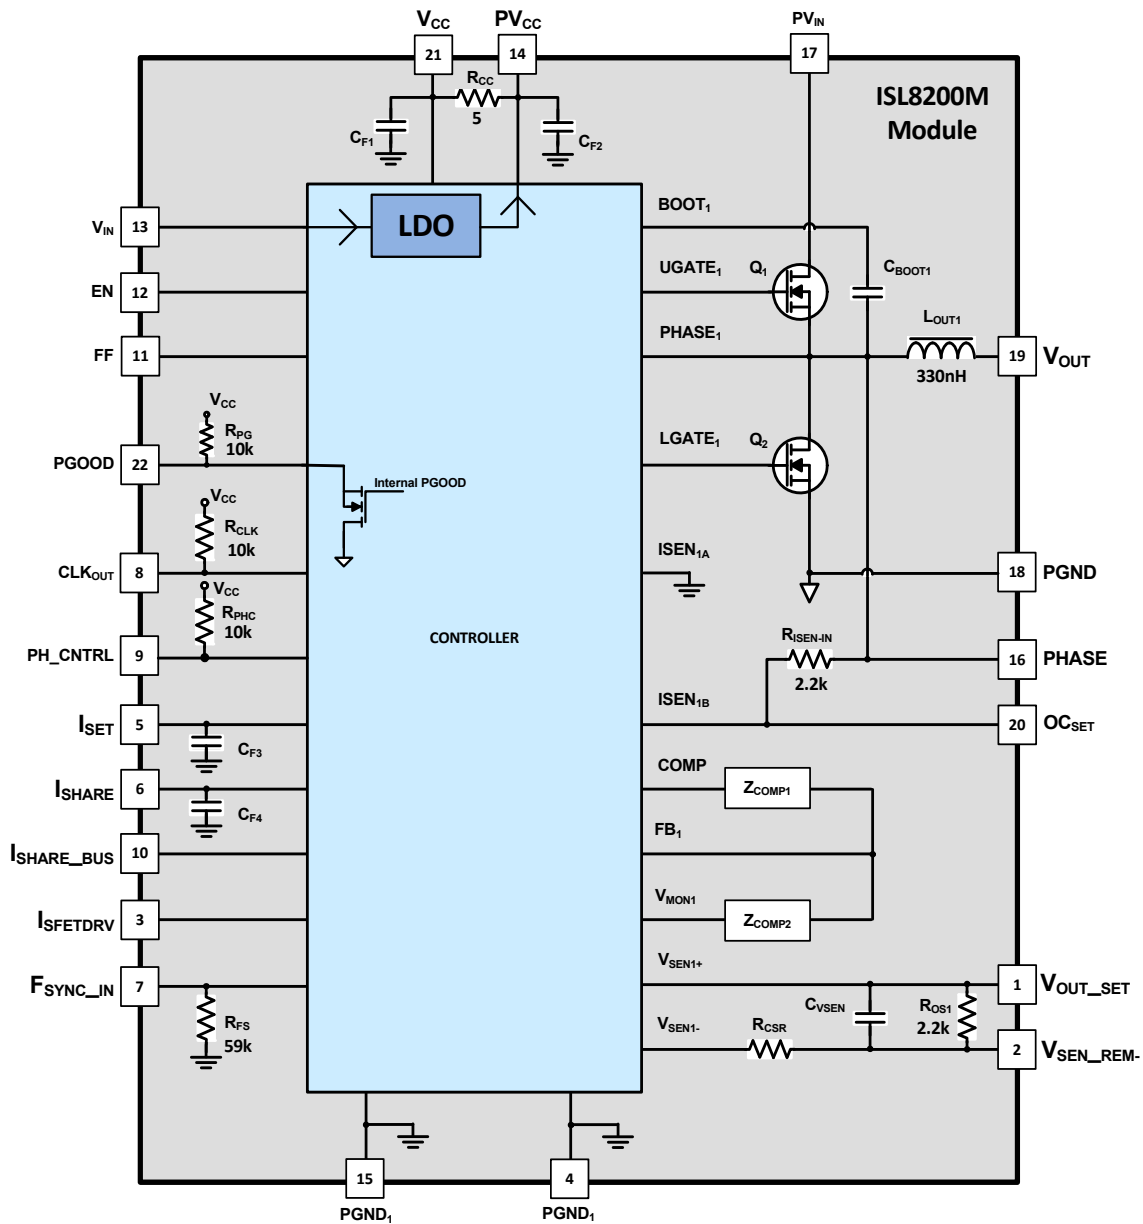 VCC
PVCC
PVIN
21
14
17
RCC
5
CF1
CF2
ISL8200M
Module
VIN
13
LDO
BOOT1
EN
12
UGATE1
Q1
CBOOT1
FF
11
PHASE1
LOUT1
330nH
19
VOUT
VCC
RPG
10k
PGOOD
22
Internal PGOOD
LGATE1
Q2
VCC
RCLK
10k
CLKOUT
8
ISEN1A
18
PGND
VCC
RPHC
10k
PH_CNTRL
9
CONTROLLER
RISEN-IN
2.2k
16
PHASE
ISET
5
CF3
ISEN1B
20
OCSET
ISHARE
6
CF4
COMP
ZCOMP1
ISHARE_BUS
10
FB1
ISFETDRV
3
VMON1
ZCOMP2
FSYNC_IN
7
RFS
59k
VSEN1+
1
VOUT_SET
CVSEN
ROS1
2.2k
VSEN1-
RCSR
2
VSEN_REM-
15
4
PGND1
PGND1